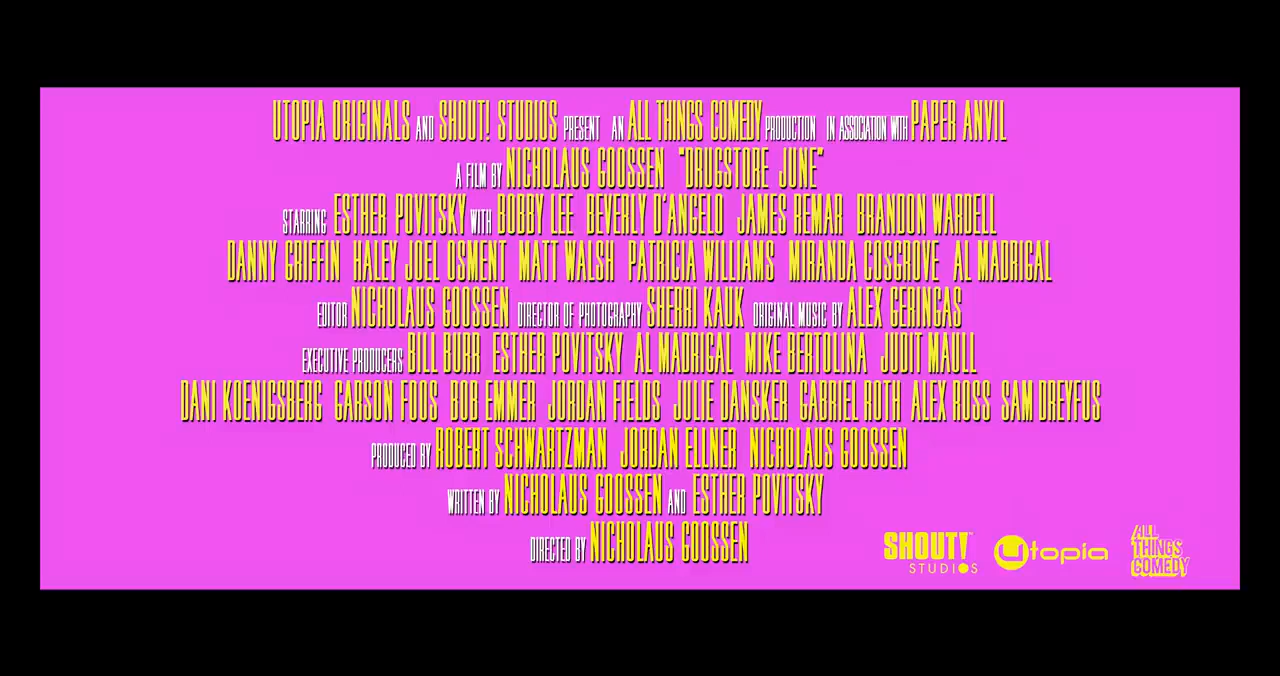 UTOPIA ORIGINALS AND SHOUT! STUDIOS PRESENT AN ALL THINGS COMEDY PRODUCTION IN ASSOCIATION WITH PAPER ANVIL
A FILM BY NICHOLAUS GOOSSEN "DRUGSTORE JUNE"
STARRING ESTHER POVITSKY WITH BOBBY LEE BEVERLY D'ANGELO JAMES REMAR BRANDON WARDELL
DANNY GRIFFIN HALEY JOEL OSMENT MATT WALSH PATRICIA WILLIAMS MIRANDA COSGROVE AL MADRIGAL
EDITOR NICHOLAUS GOOSSEN DIRECTOR OF PHOTOGRAPHY SHERRI KAUK ORIGINAL MUSIC BY ALEX GERINGAS
EXECUTIVE PRODUCERS BILL BURR ESTHER POVITSKY AL MADRIGAL MIKE BERTOLINA JUDIT MAULL
DANI KOENIGSBERG CARSON FOOS BOB EMMER JORDAN FIELDS JULIE DANSKER GABRIEL ROTH ALEX ROSS SAM DREYFUS
PRODUCED BY ROBERT SCHWARTZMAN JORDAN ELLNER NICHOLAUS GOOSSEN
WRITTEN BY NICHOLAUS GOOSSEN AND ESTHER POVITSKY
DIRECTED BY NICHOLAUS GOOSSEN
SHOUT!
STUDIOS
utopia
ALL
THINGS
COMEDY